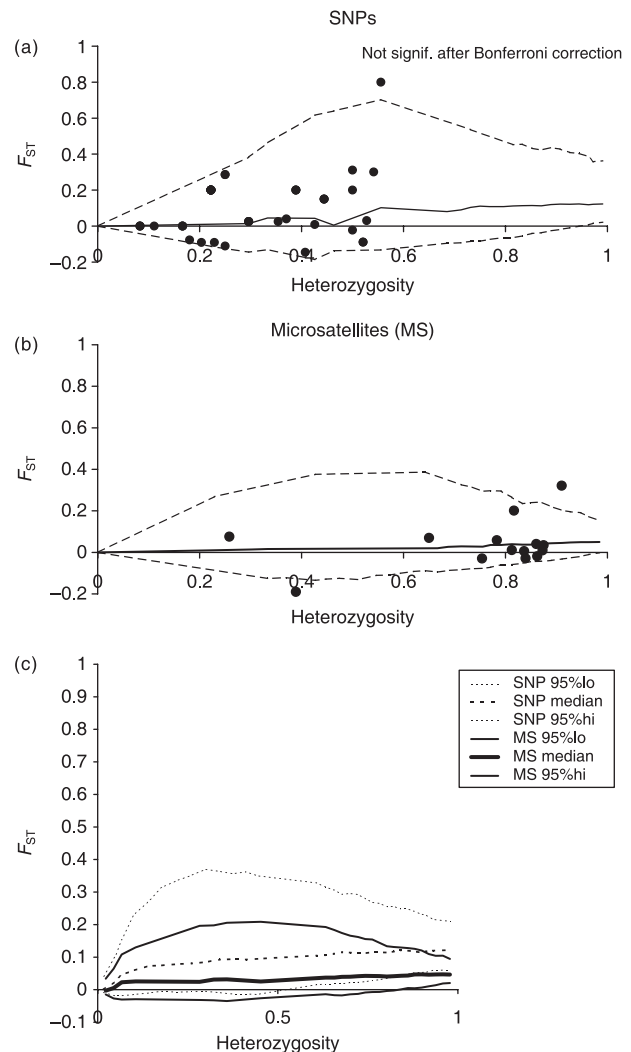 SNPs
(a)
Not signif. after Bonferroni correction
1
0.8
0.6
0.4
0.2
0
–0.2
FST
0.2
0.4
0.6
0.8
1
Heterozygosity
Microsatellites (MS)
(b)
1
0.8
0.6
0.4
0.2
0
–0.2
FST
0
0.2
0.4
0.6
0.8
1
Heterozygosity
(c)
1
0.9
0.8
0.7
0.6
0.5
0.4
0.3
0.2
0.1
0
–0.1
FST
0
0.5
1
Heterozygosity
SNP 95%lo
SNP median
SNP 95%hi
MS 95%lo
MS median
MS 95%hi